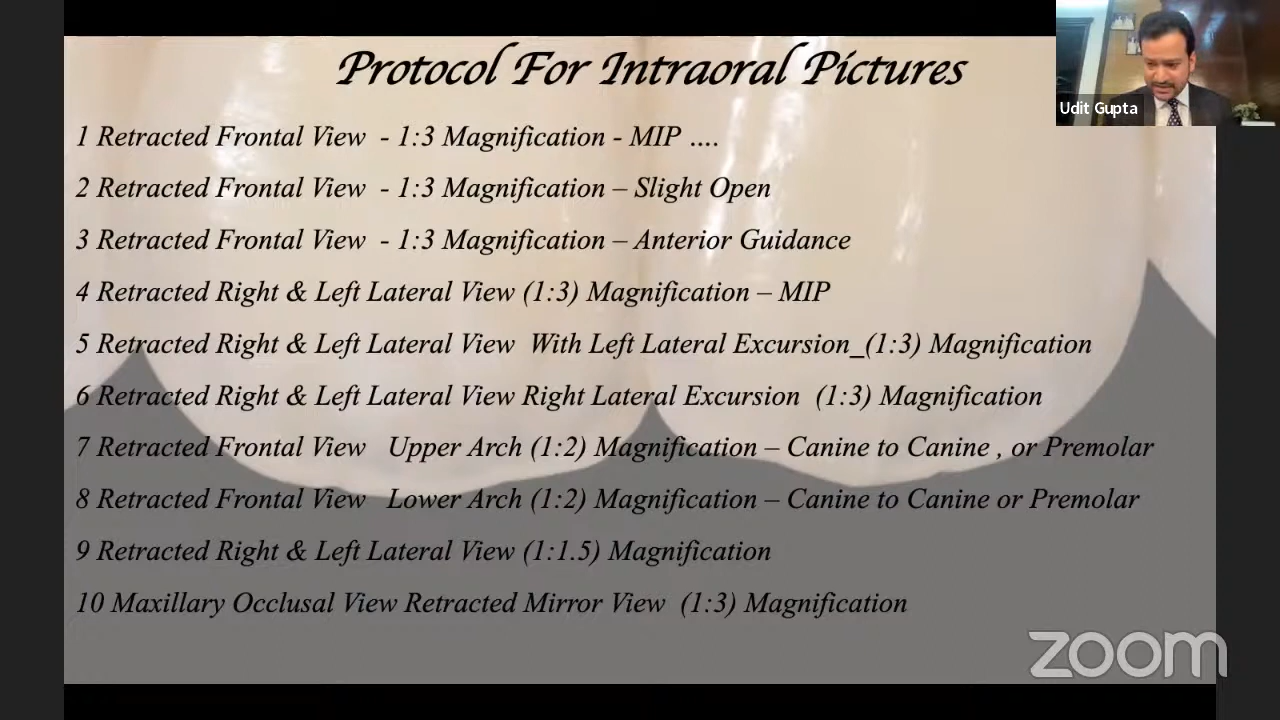 Protocol For Intraoral Pictures
Udit Gupta
1 Retracted Frontal View - 1:3 Magnification - MIP ....
2 Retracted Frontal View - 1:3 Magnification – Slight Open
3 Retracted Frontal View - 1:3 Magnification – Anterior Guidance
4 Retracted Right & Left Lateral View (1:3) Magnification – MIP
5 Retracted Right & Left Lateral View With Left Lateral Excursion_(1:3) Magnification
6 Retracted Right & Left Lateral View Right Lateral Excursion (1:3) Magnification
7 Retracted Frontal View Upper Arch (1:2) Magnification – Canine to Canine , or Premolar
8 Retracted Frontal View Lower Arch (1:2) Magnification – Canine to Canine or Premolar
9 Retracted Right & Left Lateral View (1:1.5) Magnification
10 Maxillary Occlusal View Retracted Mirror View (1:3) Magnification
zoom